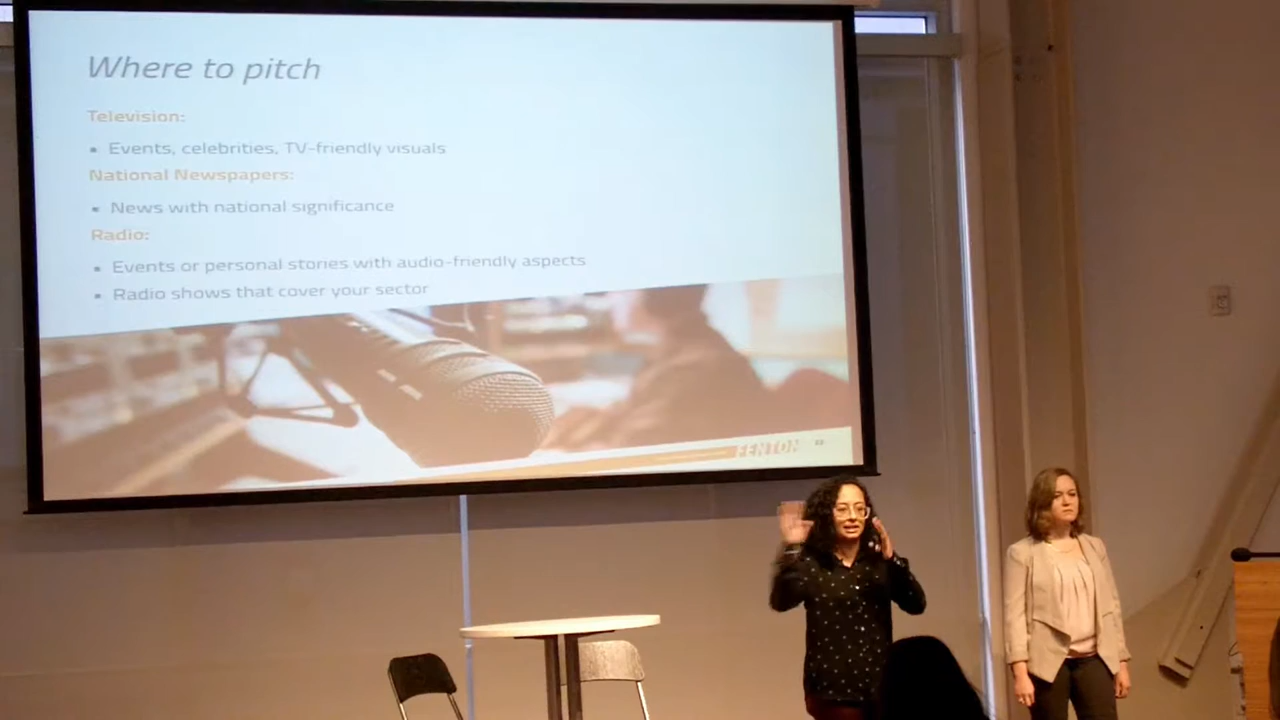 Where to pitch
Television:
• Events, celebrities, TV-friendly visuals
National Newspapers:
• News with national significance
Radio:
• Events or personal stories with audio-friendly aspects
• Radio shows that cover your sector
FENTON